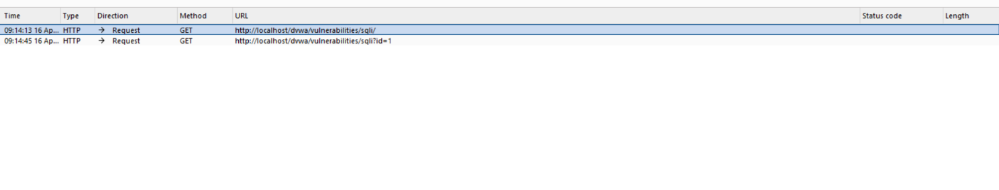 Time Type Direction Method URL Status code Length
09:14:13 16 Ap... HTTP → Request GET http://localhost/dvwa/vulnerabilities/sqli/
09:14:45 16 Ap... HTTP → Request GET http://localhost/dvwa/vulnerabilities/sqli?id=1